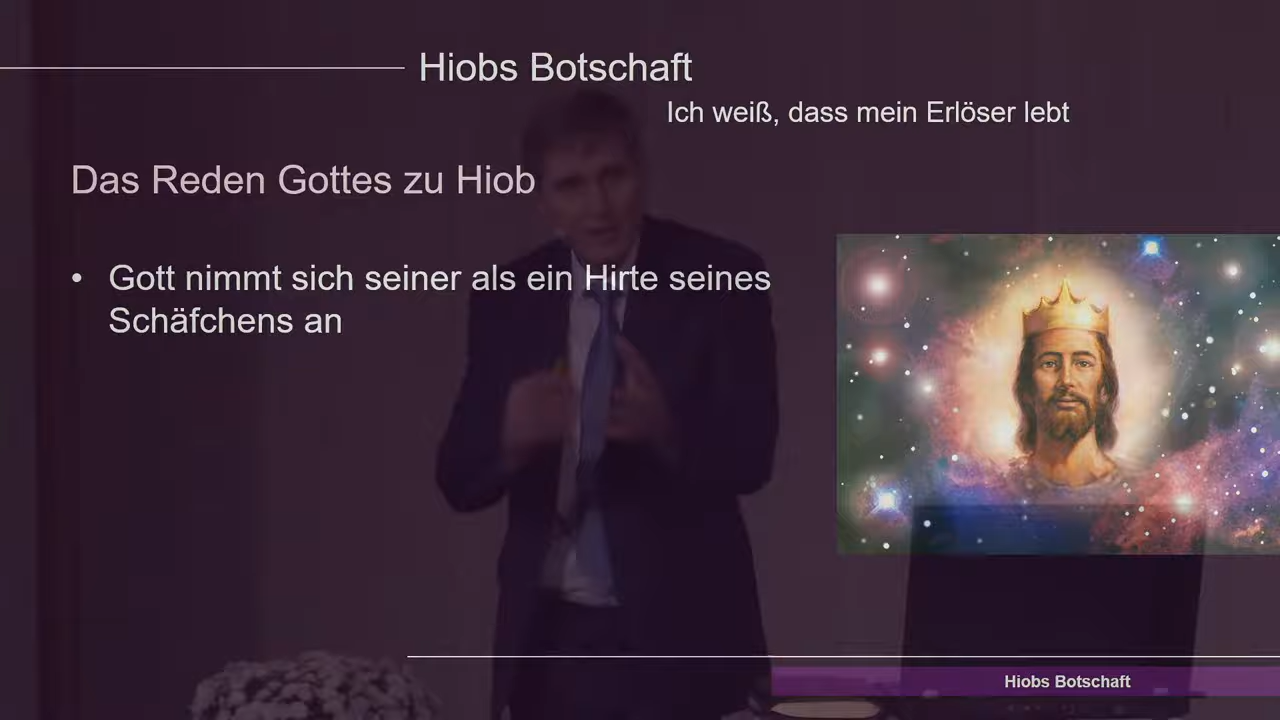 Hiobs Botschaft
Ich weiß, dass mein Erlöser lebt
Das Reden Gottes zu Hiob
• Gott nimmt sich seiner als ein Hirte seines
Schäfchens an
Hiobs Botschaft